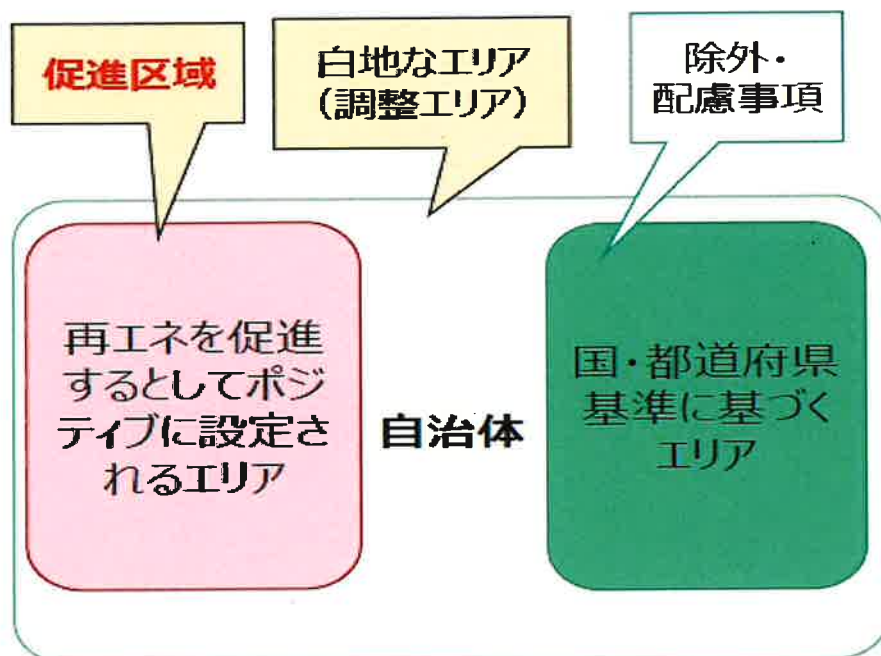 促進区域
白地なエリア
(調整エリア)
除外・
配慮事項
再エネを促進
するとしてポジ
ティブに設定さ
れるエリア
自治体
国・都道府県
基準に基づく
エリア